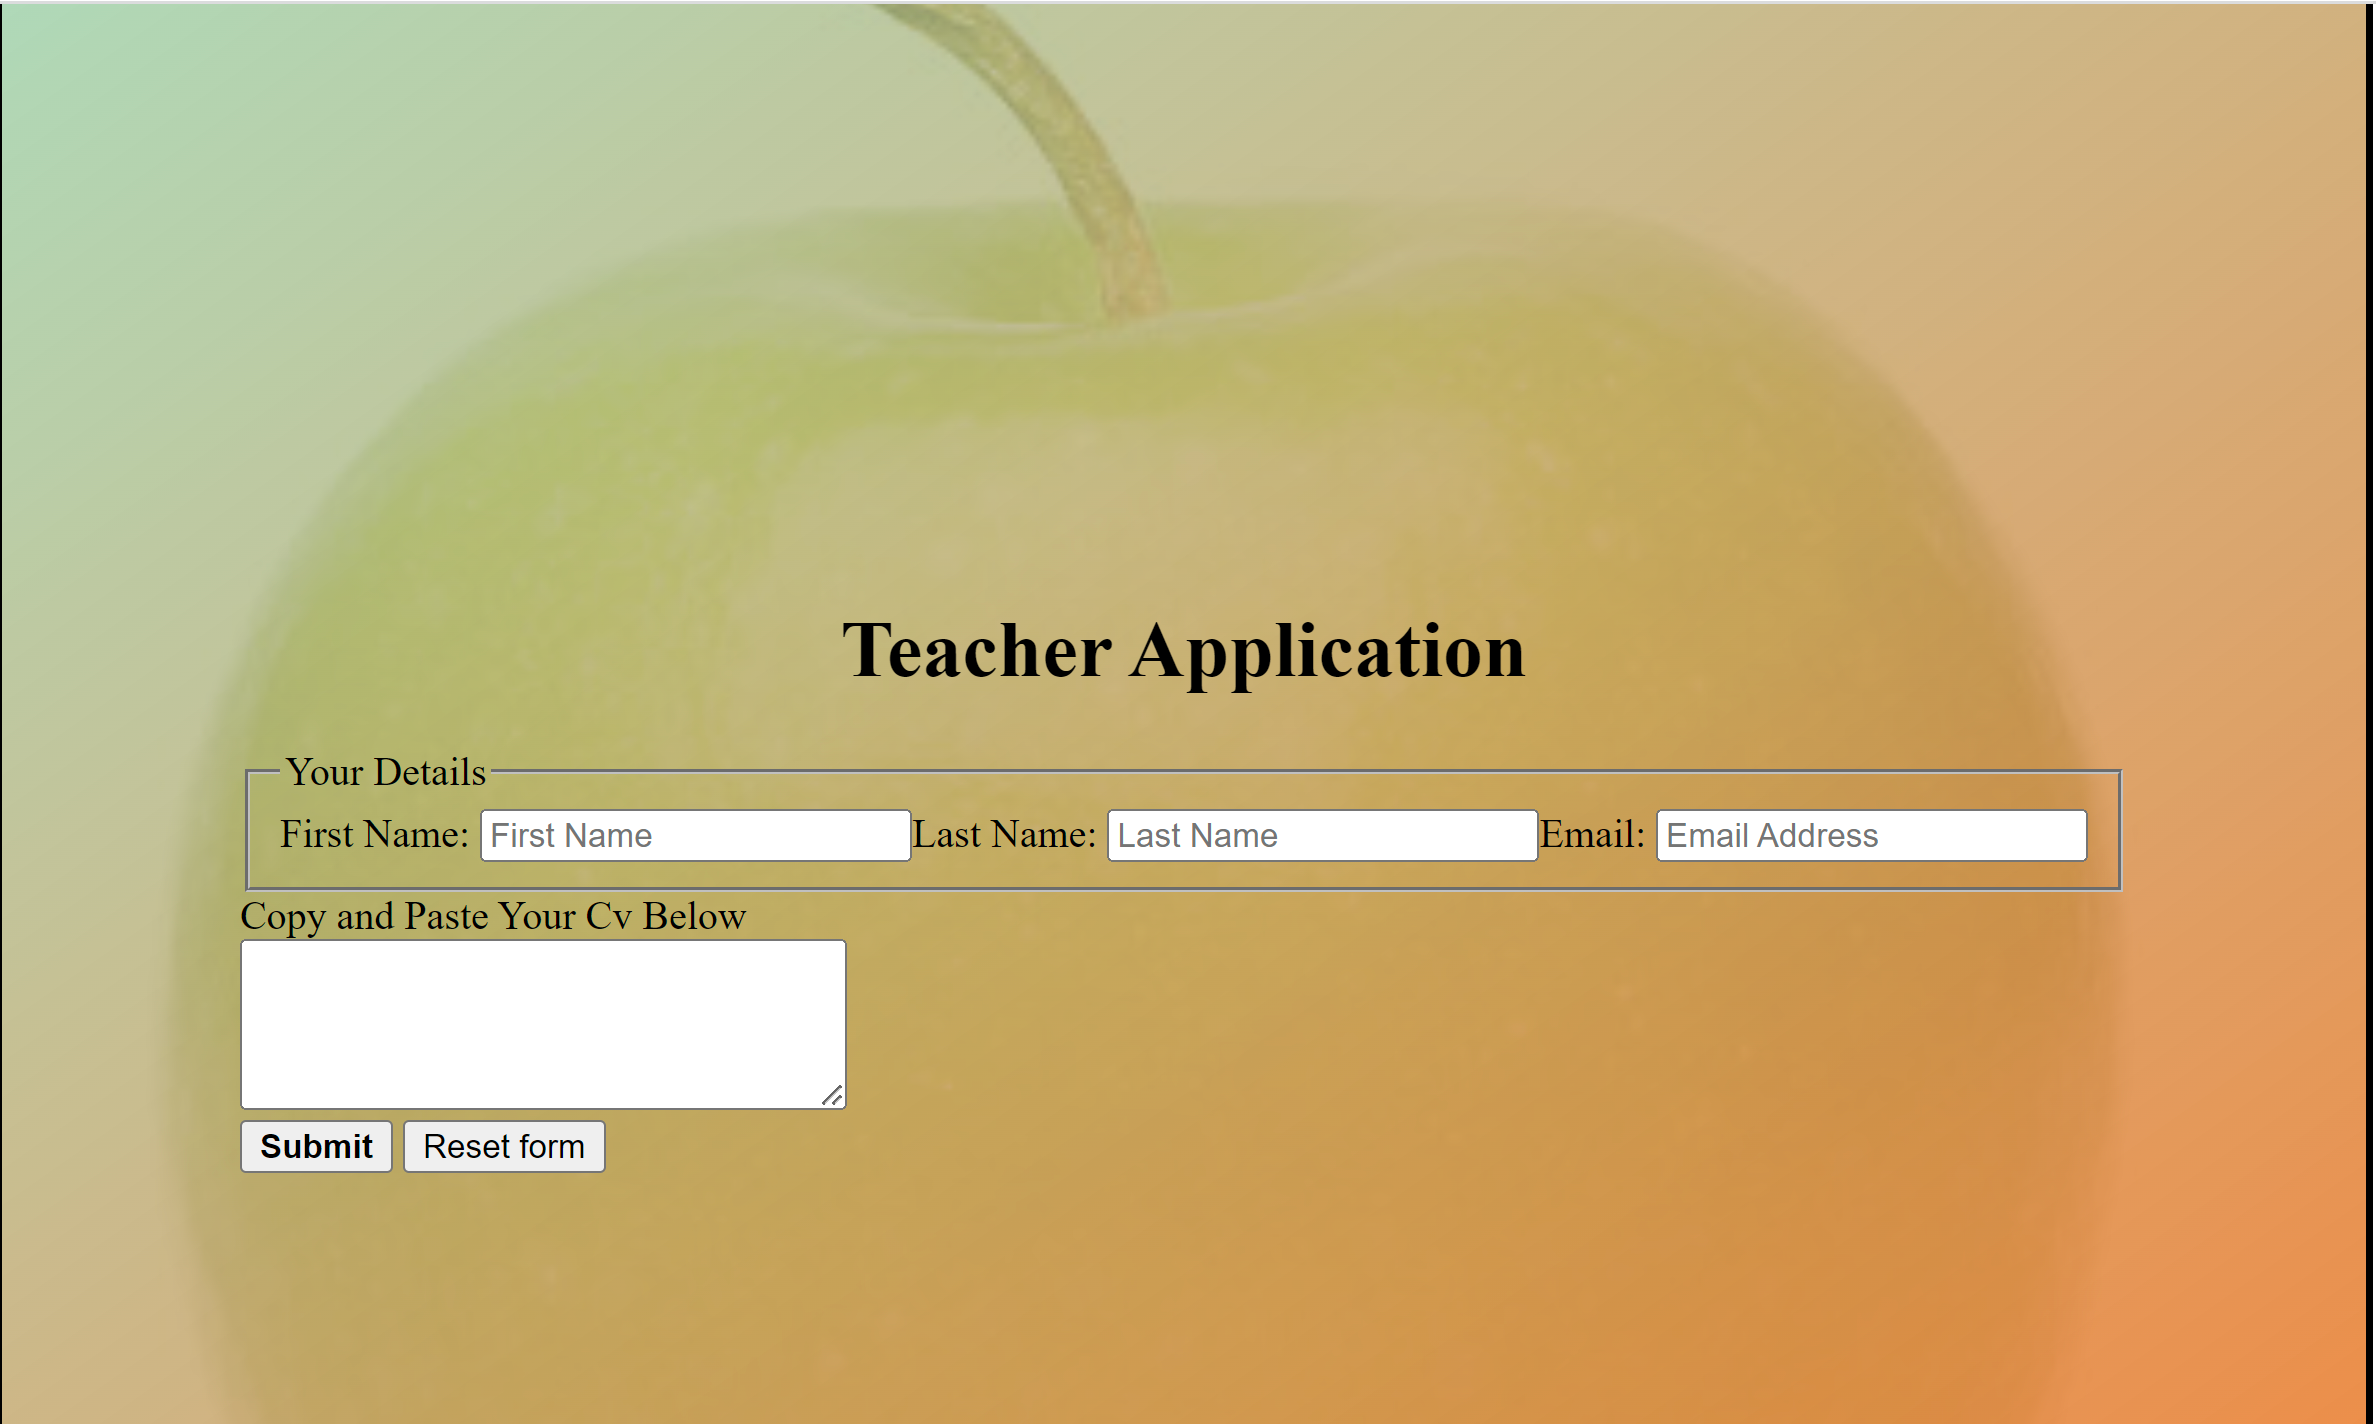 Teacher Application
Your Details
First Name: First Name Last Name: Last Name Email: Email Address
Copy and Paste Your Cv Below
Submit Reset form